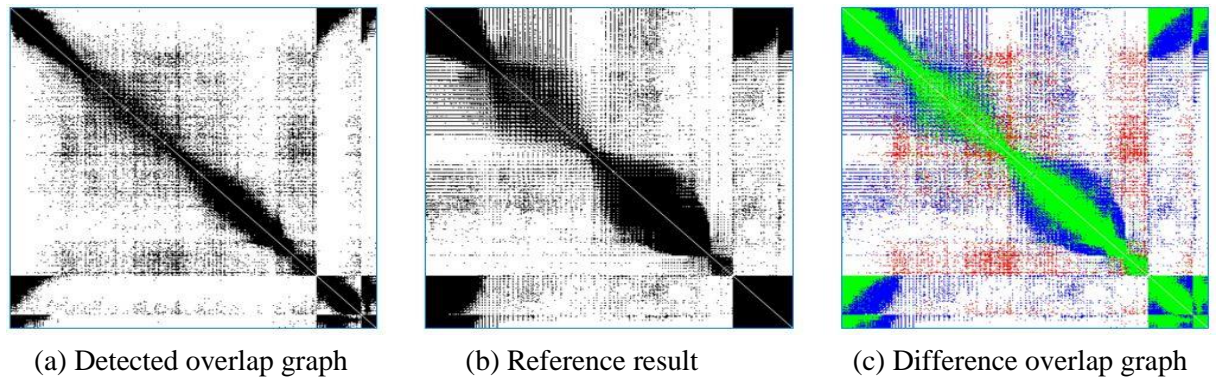 (a) Detected overlap graph
(b) Reference result
(c) Difference overlap graph